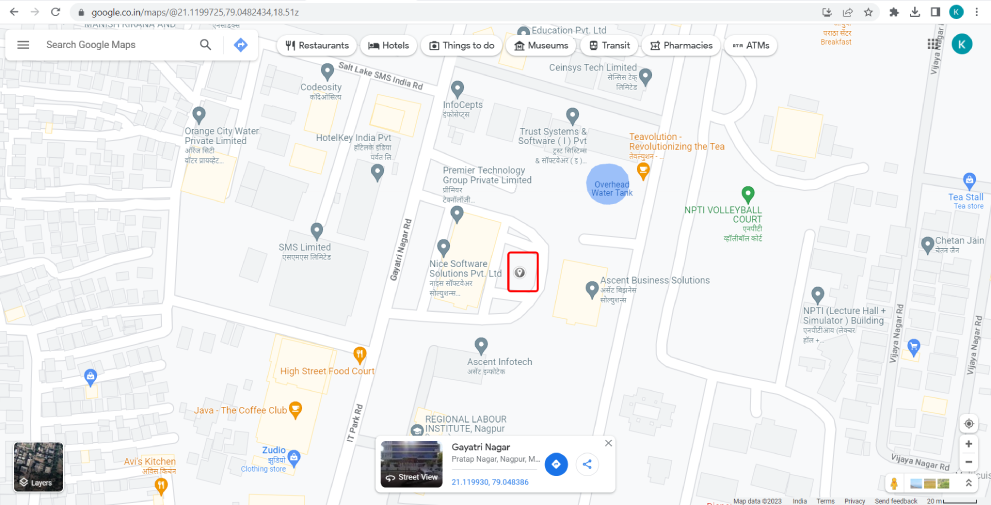 google.co.in/maps/@21.1199725,79.0482434,18.51z
K
Search Google Maps
Restaurants
Hotels
Things to do
Museums
Transit
Pharmacies
ATMs
K
Education Pvt. Ltd
पराठा सेंटर
Breakfast
Vijaya Nagar Rd
Salt Lake SMS India Rd
Codeosity
कोडिओसिटी
InfoCepts
इंफोसेप्ट्स
Ceinsys Tech Limited
सेन्सिस टेक
लिमिटेड
Orange City Water
Private Limited
ऑरेंज सिटी
वॉटर प्रायव्हेट...
HotelKey India Pvt
हॉटेलके इंडिया
Trust Systems &
Software ( I ) Pvt
ट्रस्ट सिस्टिम्स
& सॉफ्टवेअर ( इ )...
Teavolution -
Revolutionizing the Tea
Premier Technology
Group Private Limited
प्रीमियर
टेक्नॉलॉजी...
Overhead
Water Tank
NPTI VOLLEYBALL
COURT
एनपीटी
व्हॉलीबॉल कोर्ट
Tea Stall
Tea store
Gayatri Nagar Rd
SMS Limited
एसएमएस लिमिटेड
Nice Software
Solutions Pvt. Ltd
नाइस सॉफ्टवेअर
सोल्युशन्स...
Ascent Business Solutions
असेंट बिझनेस
सोल्युशन्स
Chetan Jain
चेतन जैन
NPTI (Lecture Hall +
Simulator ) Building
एनपीटीआय (लेक्चर
हॉल +...
Vijaya Nagar Rd
Vijaya Nagar Rd
Ascent Infotech
असेंट इन्फोटेक
High Street Food Court
Java - The Coffee Club
IT Park Rd
REGIONAL LABOUR
INSTITUTE, Nagpur
Zudio
झुडियो
Clothing store
Avi's Kitchen
अविस किचन
Vijaya Nagar Rd
Layers
Street View
Gayatri Nagar
Pratap Nagar, Nagpur, M...
21.119930, 79.048386
Map data ©2023
India
Terms
Privacy
Send feedback
20 m